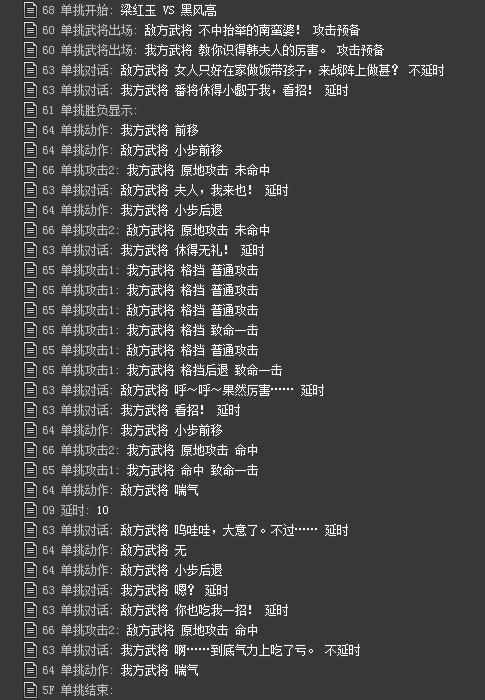 68 单挑开始: 梁红玉 VS 黑风高
60 单挑武将出场: 敌方武将 不中抬举的南蛮婆! 攻击预备
60 单挑武将出场: 我方武将 教你识得韩夫人的厉害。 攻击预备
63 单挑对话: 敌方武将 女人只好在家做饭带孩子,来战阵上做甚? 不延时
63 单挑对话: 我方武将 番将休得小觑于我,看招! 延时
61 单挑胜负显示:
64 单挑动作: 我方武将 前移
64 单挑动作: 敌方武将 小步前移
66 单挑攻击2: 我方武将 原地攻击 未命中
63 单挑对话: 敌方武将 夫人,我来也! 延时
64 单挑动作: 我方武将 小步后退
66 单挑攻击2: 敌方武将 原地攻击 未命中
63 单挑对话: 我方武将 休得无礼! 延时
65 单挑攻击1: 我方武将 格挡 普通攻击
65 单挑攻击1: 我方武将 格挡 普通攻击
65 单挑攻击1: 敌方武将 格挡 普通攻击
65 单挑攻击1: 我方武将 格挡 致命一击
65 单挑攻击1: 敌方武将 格挡 普通攻击
65 单挑攻击1: 我方武将 格挡后退 致命一击
63 单挑对话: 敌方武将 呼~呼~果然厉害…… 延时
63 单挑对话: 我方武将 看招! 延时
64 单挑动作: 我方武将 小步前移
66 单挑攻击2: 我方武将 原地攻击 命中
65 单挑攻击1: 我方武将 命中 致命一击
64 单挑动作: 敌方武将 喘气
09 延时: 10
63 单挑对话: 敌方武将 呜哇哇,大意了。不过…… 延时
64 单挑动作: 敌方武将 无
64 单挑动作: 敌方武将 小步后退
63 单挑对话: 我方武将 嗯? 延时
63 单挑对话: 敌方武将 你也吃我一招! 延时
66 单挑攻击2: 敌方武将 原地攻击 命中
63 单挑对话: 我方武将 啊……到底气力上吃了亏。 不延时
64 单挑动作: 我方武将 喘气
5F 单挑结束: